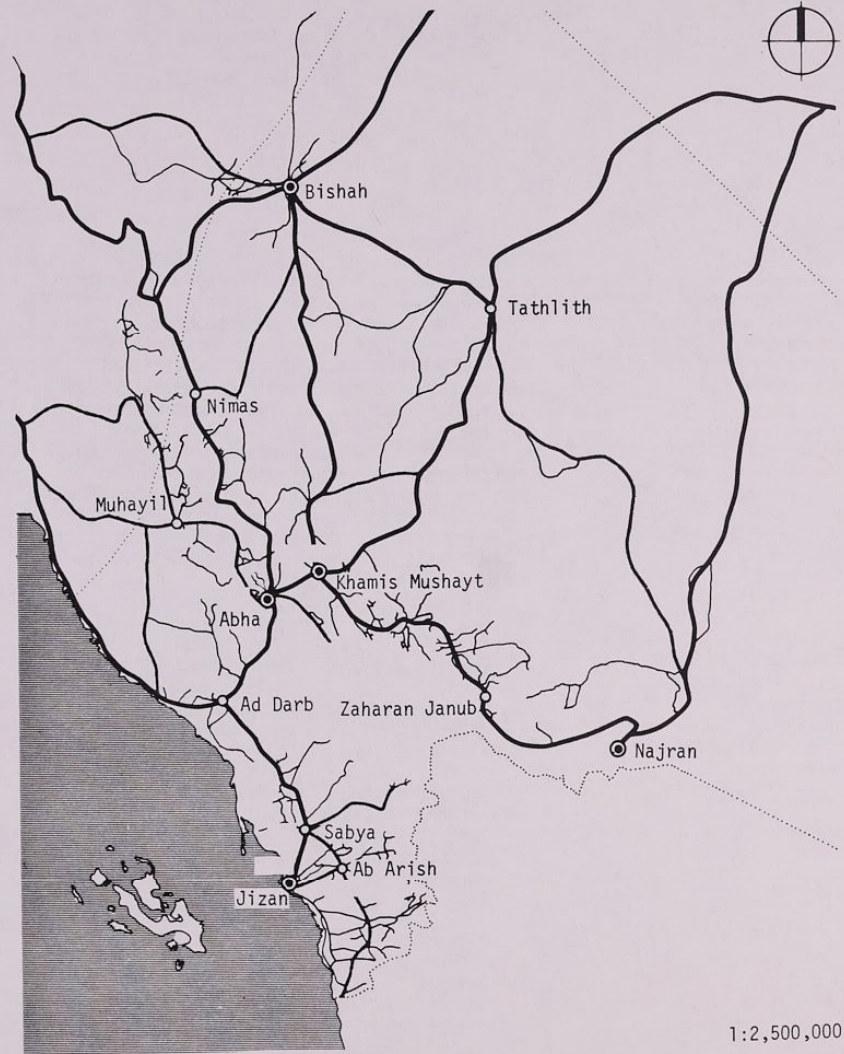 Bishah
Tathlith
Nimas
Muhayil
Khamis Mushayt
Abha
Ad Darb
Zaharan Janub
Najran
Sabya
Ab Arish
Jizan
1:2,500,000